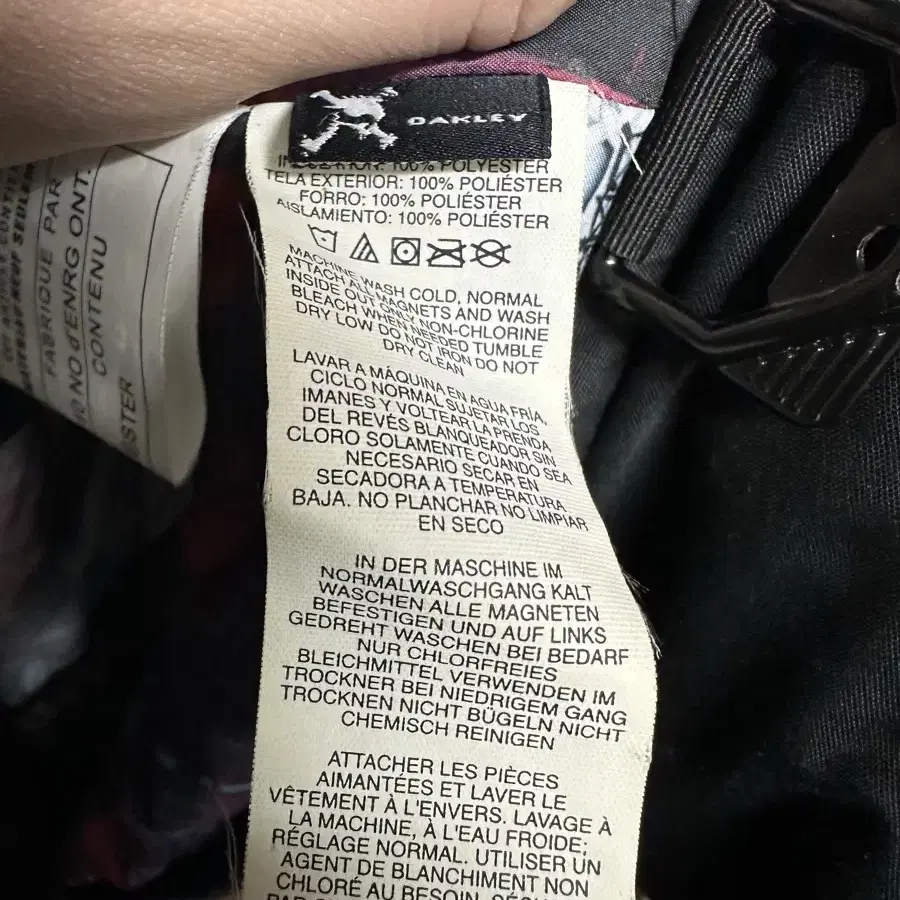 OAKLEY
INSULATION: 100% POLYESTER
TELA EXTERIOR: 100% POLIÉSTER
FORRO: 100% POLIÉSTER
AISLAMIENTO: 100% POLIÉSTER
MACHINE WASH COLD, NORMAL
ATTACH ALL MAGNETS AND WASH
INSIDE OUT ONLY NON-CHLORINE
BLEACH WHEN NEEDED TUMBLE
DRY LOW DO NOT IRON DO NOT
DRY CLEAN
LAVAR A MÁQUINA EN AGUA FRÍA,
CICLO NORMAL SUJETAR LOS
IMANES Y VOLTEAR LA PRENDA
DEL REVÉS BLANQUEADOR SIN
CLORO SOLAMENTE CUANDO SEA
NECESARIO SECAR EN
SECADORA A TEMPERATURA
BAJA. NO PLANCHAR NO LIMPIAR
EN SECO
IN DER MASCHINE IM
NORMALWASCHGANG KALT
WASCHEN ALLE MAGNETEN
BEFESTIGEN UND AUF LINKS
GEDREHT WASCHEN BEI BEDARF
NUR CHLORFREIES
BLEICHMITTEL VERWENDEN IM
TROCKNER BEI NIEDRIGEM GANG
TROCKNEN NICHT BÜGELN NICHT
CHEMISCH REINIGEN
ATTACHER LES PIÈCES
AIMANTÉES ET LAVER LE
VÊTEMENT À L'ENVERS. LAVAGE À
LA MACHINE, À L'EAU FROIDE;
RÉGLAGE NORMAL. UTILISER UN
AGENT DE BLANCHIMENT NON
CHLORÉ AU BESOIN.
FABRIQUE PAR
NO d'ENRG ONT.
CONTENU